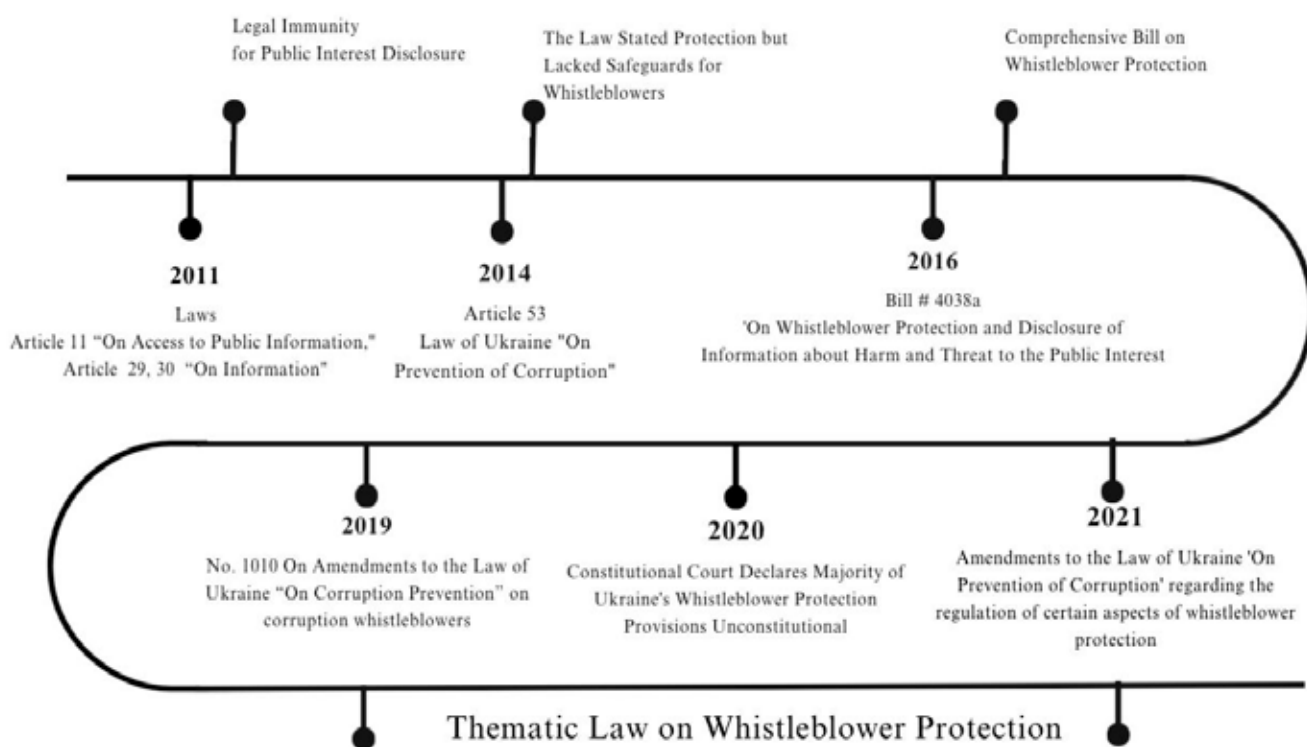 Legal Immunity
for Public Interest Disclosure
The Law Stated Protection but
Lacked Safeguards for
Whistleblowers
Comprehensive Bill on
Whistleblower Protection
2011
Laws
Article 11 “On Access to Public Information,"
Article 29, 30 “On Information"
2014
Article 53
Law of Ukraine "On
Prevention of Corruption"
2016
Bill # 4038a
'On Whistleblower Protection and Disclosure of
Information about Harm and Threat to the Public Interest
2019
No. 1010 On Amendments to the Law of
Ukraine “On Corruption Prevention” on
corruption whistleblowers
2020
Constitutional Court Declares Majority of
Ukraine's Whistleblower Protection
Provisions Unconstitutional
2021
Amendments to the Law of Ukraine 'On
Prevention of Corruption' regarding the
regulation of certain aspects of whistleblower
protection
Thematic Law on Whistleblower Protection